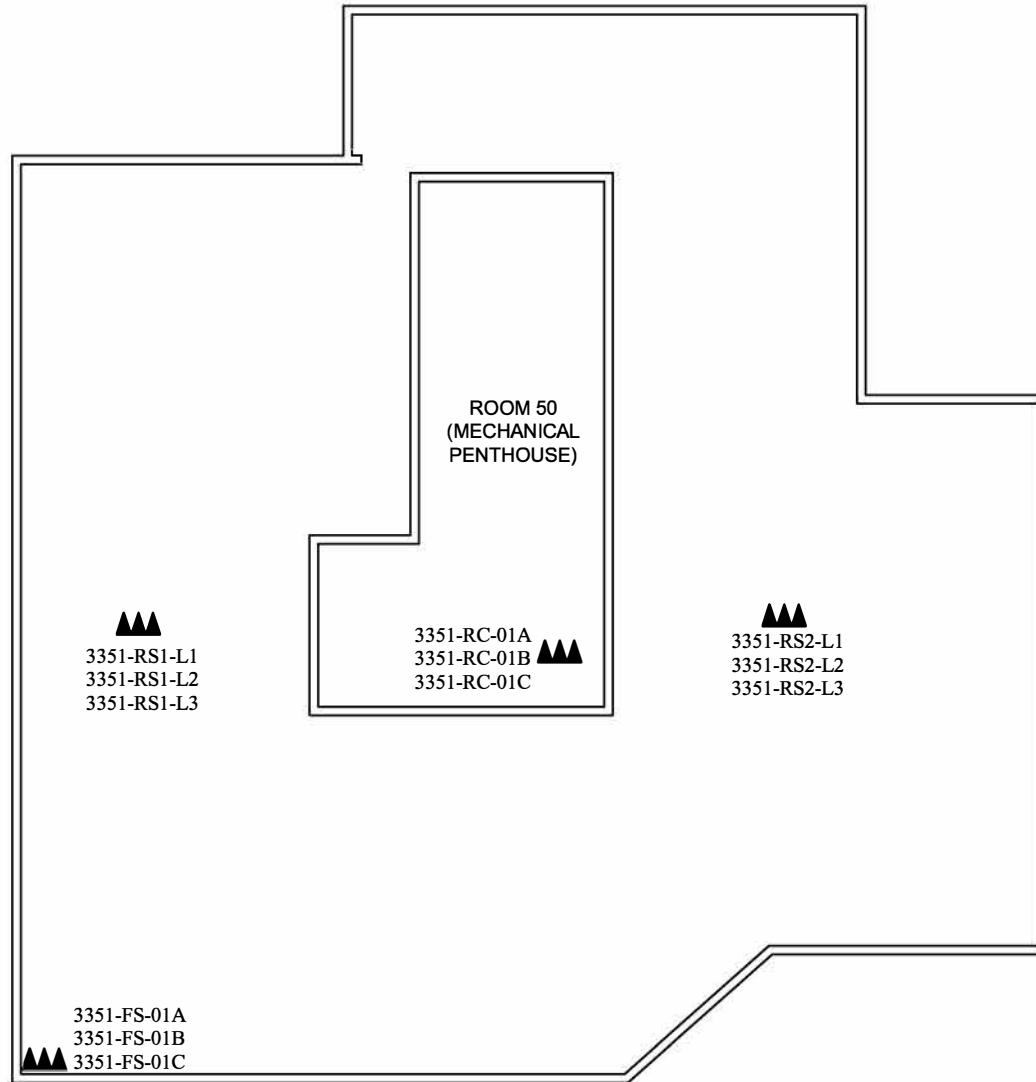 ROOM 50
(MECHANICAL
PENTHOUSE)
3351-RS1-L1
3351-RS1-L2
3351-RS1-L3
3351-RC-01A
3351-RC-01B
3351-RC-01C
3351-RS2-L1
3351-RS2-L2
3351-RS2-L3
3351-FS-01A
3351-FS-01B
3351-FS-01C